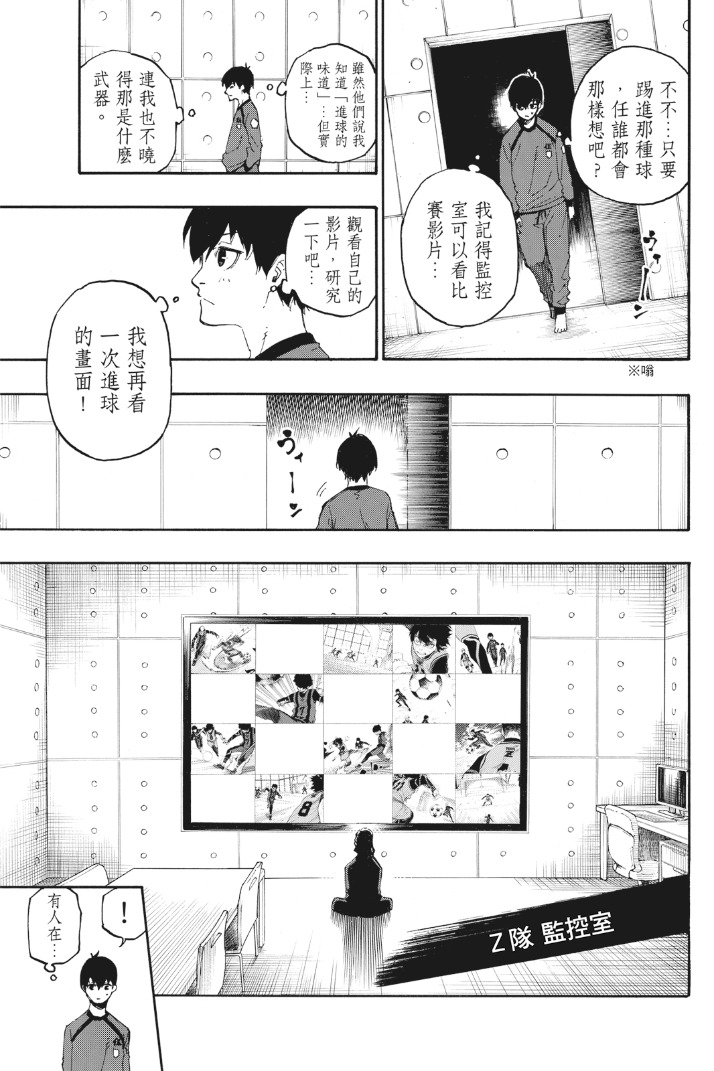 不不…只要
踢進那種球
，任誰都會
那樣想吧？
我記得監控
室可以看比
賽影片…
うぃーン
※嗡
雖然他們說我
知道「進球的
味道」…但實
際上…
連我也不曉
得那是什麼
武器。
觀看自己的
影片，研究
一下吧…
我想再看
一次進球
的畫面！
うぃーン
8
Z
Z隊 監控室
！
有人在…